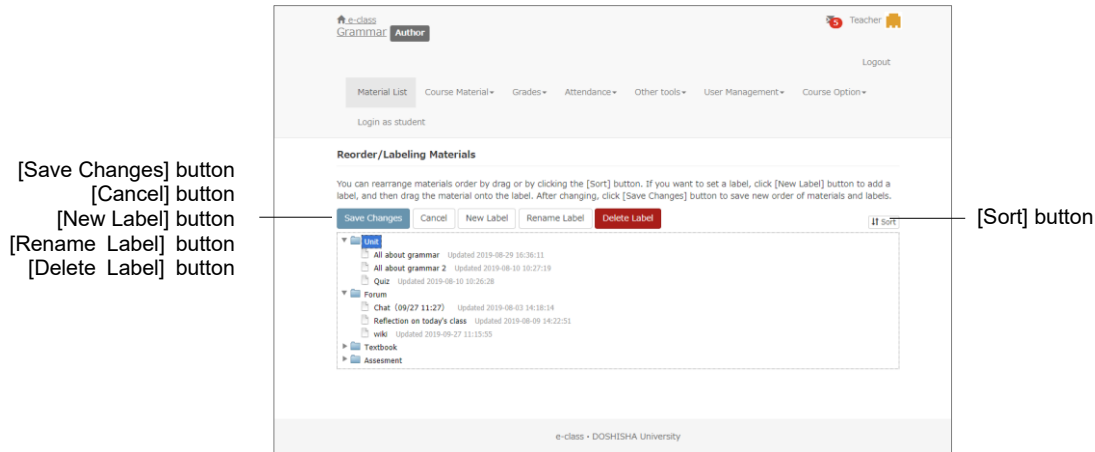 e-class
Grammar Author
5 Teacher
Logout
Material List Course Material Grades Attendance Other tools User Management Course Option
Login as student
Reorder/Labeling Materials
You can rearrange materials order by drag or by clicking the [Sort] button. If you want to set a label, click [New Label] button to add a
label, and then drag the material onto the label. After changing, click [Save Changes] button to save new order of materials and labels.
[Save Changes] button
[Cancel] button
[New Label] button
[Rename Label] button
[Delete Label] button
Save Changes Cancel New Label Rename Label Delete Label
Sort
[Sort] button
Unit
All about grammar Updated 2019-08-29 16:36:11
All about grammar 2 Updated 2019-08-10 10:27:19
Quiz Updated 2019-08-10 10:26:28
Forum
Chat (09/27 11:27) Updated 2019-08-03 14:18:14
Reflection on today's class Updated 2019-08-09 14:22:51
wiki Updated 2019-09-27 11:15:55
Textbook
Assesment
e-class • DOSHISHA University